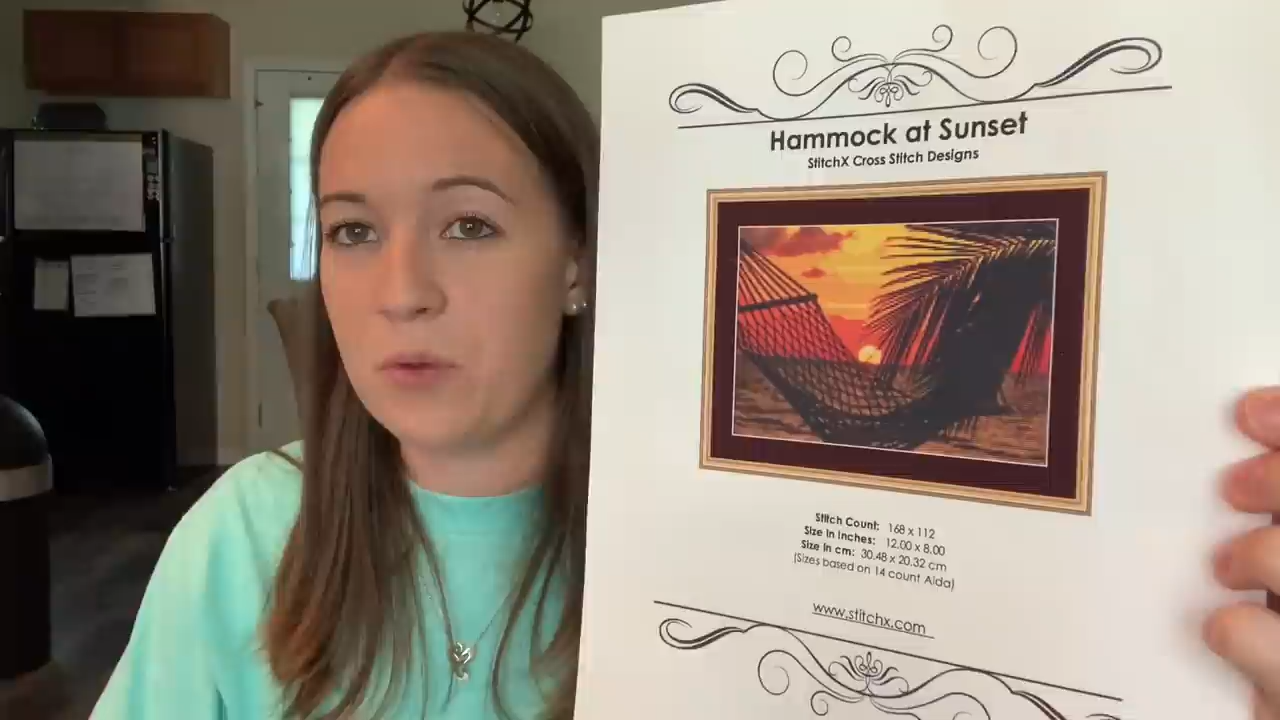 Hammock at Sunset
StitchX Cross Stitch Designs
Stitch Count: 168 x 112
Size in Inches: 12.00 x 8.00
Size in cm: 30.48 x 20.32 cm
(Sizes based on 14 count Aida)
www.stitchx.com